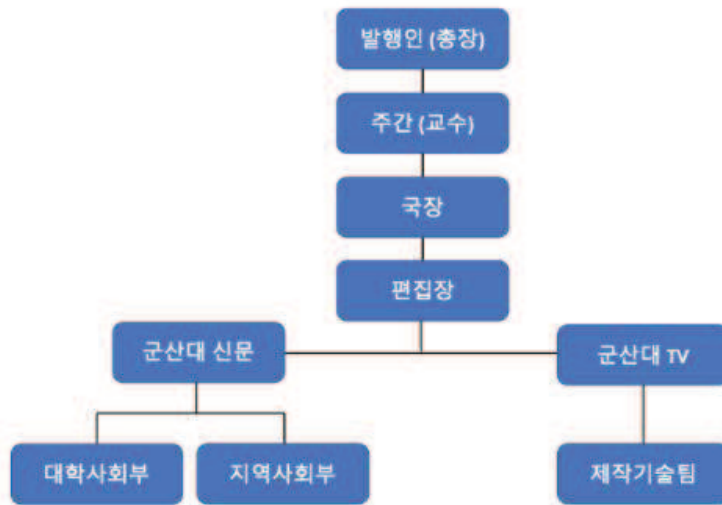 발행인 (총장)
주간 (교수)
국장
편집장
군산대 신문
군산대 TV
대학사회부
지역사회부
제작기술팀